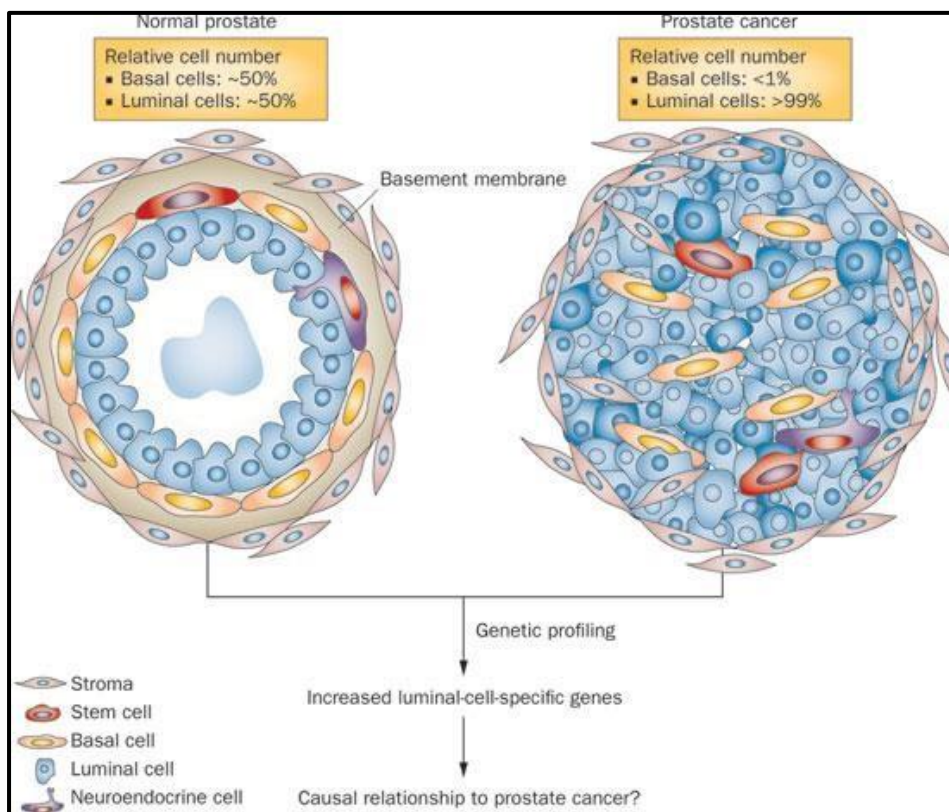 Normal prostate
Relative cell number
▪ Basal cells: ~50%
▪ Luminal cells: ~50%
Prostate cancer
Relative cell number
▪ Basal cells: <1%
▪ Luminal cells: >99%
Basement membrane
Genetic profiling
Increased luminal-cell-specific genes
Causal relationship to prostate cancer?
Stroma
Stem cell
Basal cell
Luminal cell
Neuroendocrine cell